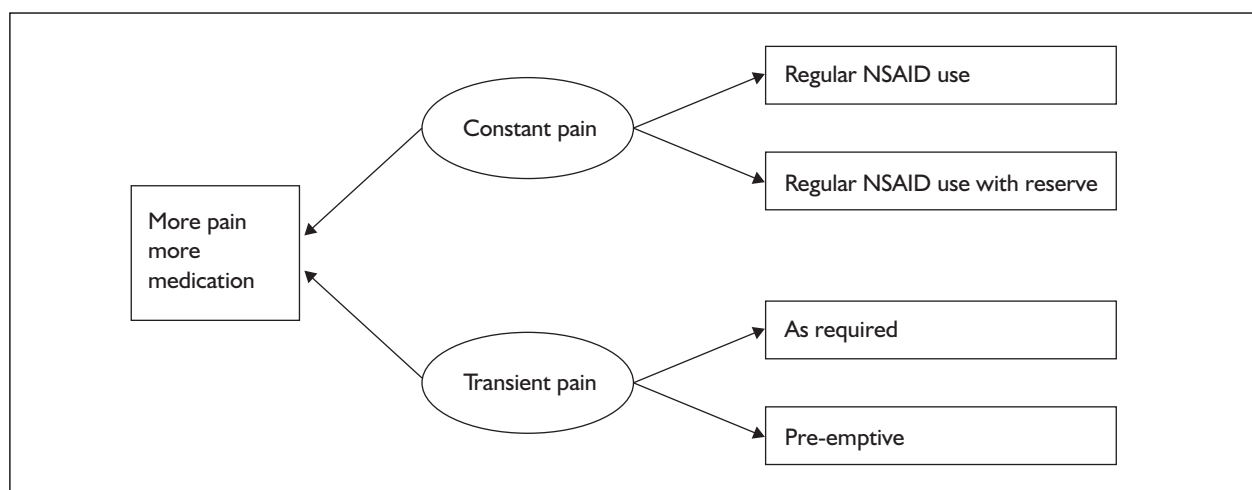 Regular NSAID use
Constant pain
Regular NSAID use with reserve
More pain
more
medication
As required
Transient pain
Pre-emptive